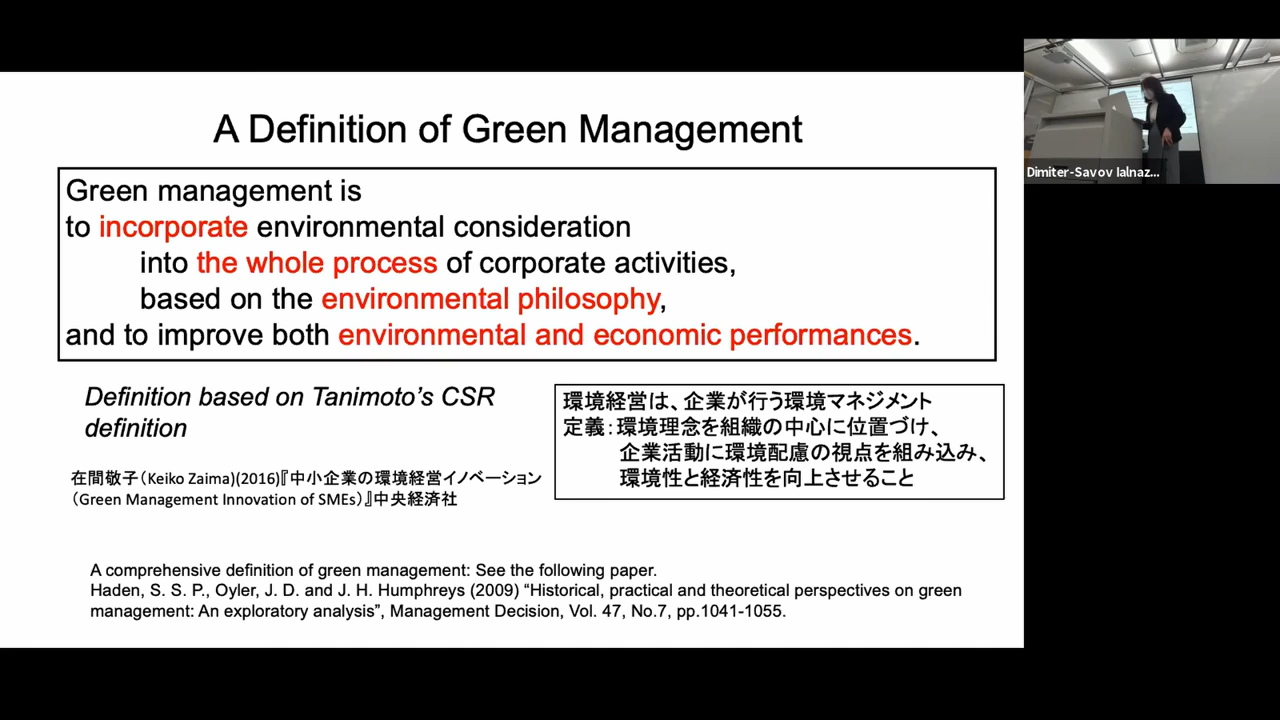 A Definition of Green Management
Green management is
to incorporate environmental consideration
into the whole process of corporate activities,
based on the environmental philosophy,
and to improve both environmental and economic performances.
Definition based on Tanimoto's CSR
definition
在間敬子（Keiko Zaima)(2016)『中小企業の環境経営イノベーション
（Green Management Innovation of SMEs）』中央経済社
環境経営は、企業が行う環境マネジメント
定義：環境理念を組織の中心に位置づけ、
企業活動に環境配慮の視点を組み込み、
環境性と経済性を向上させること
A comprehensive definition of green management: See the following paper.
Haden, S. S. P., Oyler, J. D. and J. H. Humphreys (2009) “Historical, practical and theoretical perspectives on green
management: An exploratory analysis”, Management Decision, Vol. 47, No.7, pp.1041-1055.
Dimiter-Savov Ialnaz...